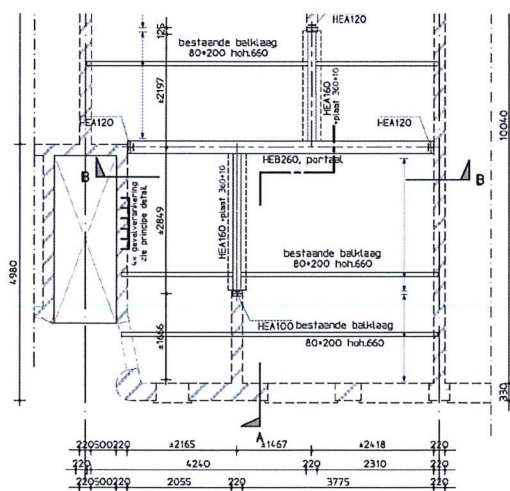 HEA120
125
bestaande balklaag
80*200 hoh.660
±2197
HEA160
+plaat 360*10
HEA120
HEA120
10040
HEB260, portaal
B
B
4x gevelverankering
zie principe detail
HEA160 +plaat 360*10
±2849
4980
bestaande balklaag
80*200 hoh.660
HEA100
bestaande balklaag
80*200 hoh.660
±1666
330
A
220
500
220
±2165
±1467
±2418
220
220
4240
220
2310
220
220
500
220
2055
220
3775